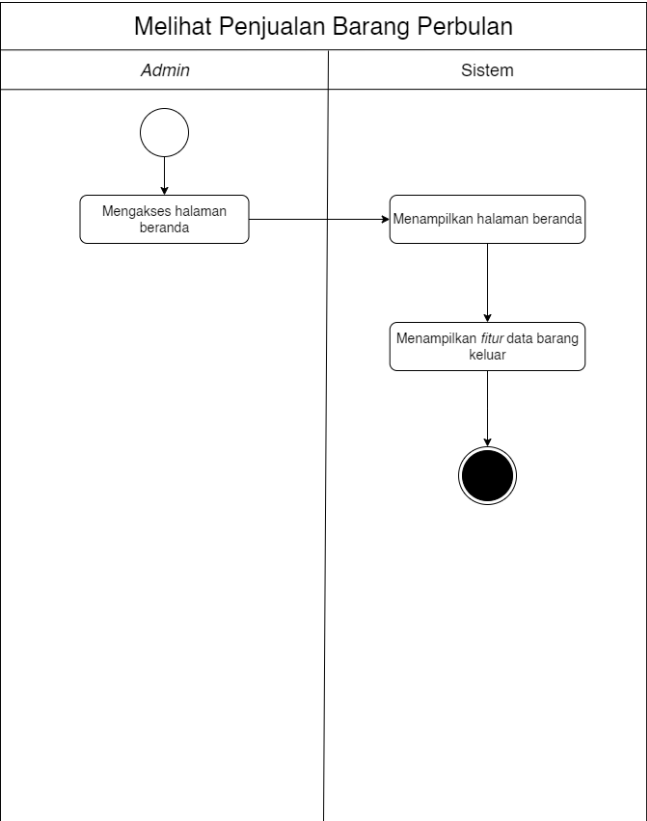 Melihat Penjualan Barang Perbulan
Admin
Sistem
Mengakses halaman
beranda
Menampilkan halaman beranda
Menampilkan fitur data barang
keluar